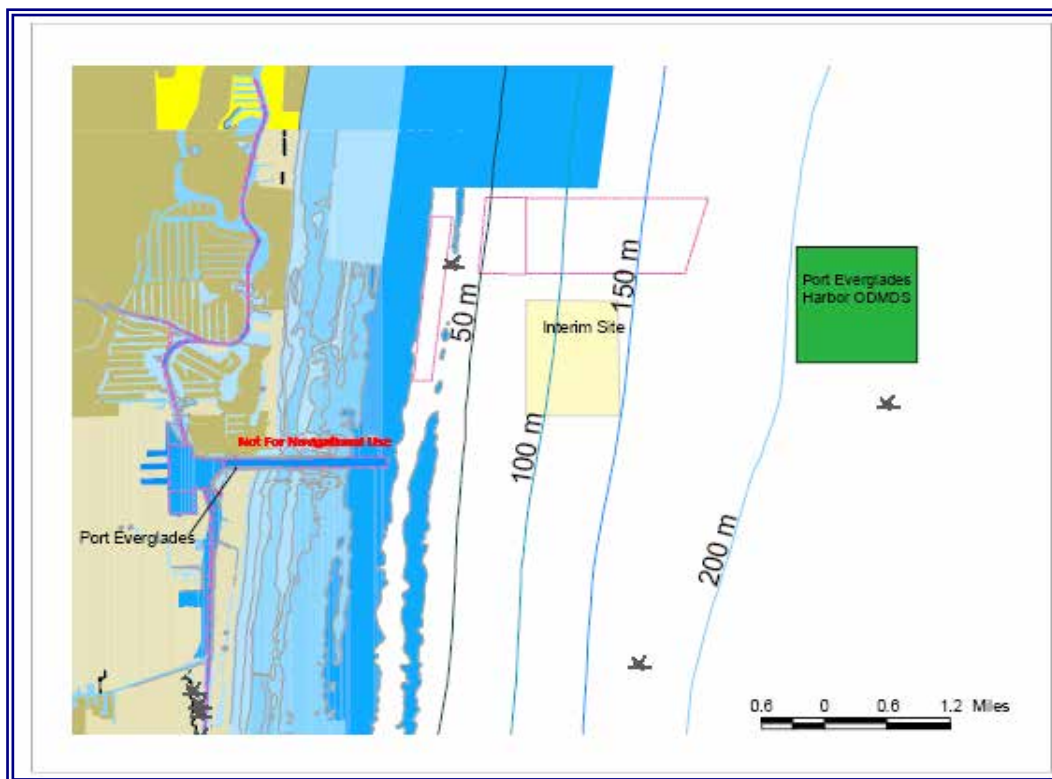 50 m
150 m
Port Everglades
Harbor ODMDS
Interim Site
100 m
Not For Navigational Use
Port Everglades
200 m
0.6 0 0.6 1.2 Miles